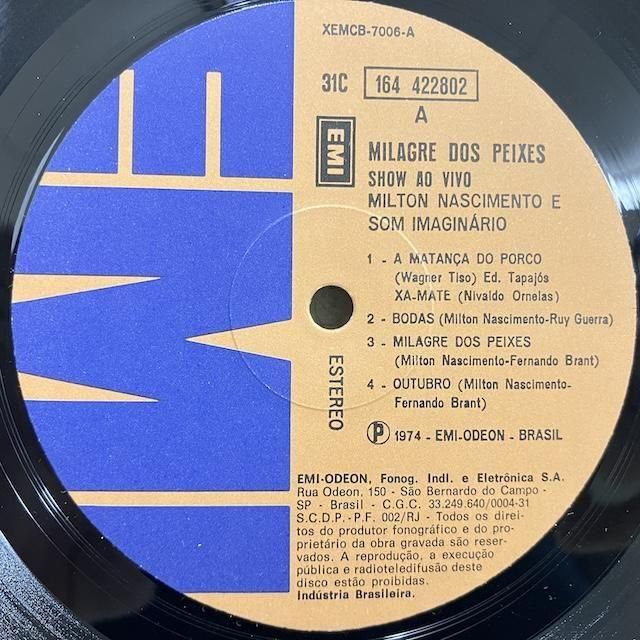 XEMCB-7006-A
31C 164 422802
A
EMI
MILAGRE DOS PEIXES
SHOW AO VIVO
MILTON NASCIMENTO E
SOM IMAGINÁRIO
1 - A MATANÇA DO PORCO
(Wagner Tiso) Ed. Tapajós
XA-MATE (Nivaldo Ornelas)
2 - BODAS (Milton Nascimento-Ruy Guerra)
3 - MILAGRE DOS PEIXES
(Milton Nascimento-Fernando Brant)
4 - OUTUBRO (Milton Nascimento-
Fernando Brant)
ESTEREO
Ⓟ 1974 - EMI-ODEON - BRASIL
EMI-ODEON, Fonog. Indl. e Eletrônica S.A.
Rua Odeon, 150 - São Bernardo do Campo -
SP - Brasil - C.G.C. 33.249.640/0004-31
S.C.D.P. - P.F. 002/RJ - Todos os direi-
tos do produtor fonográfico e do pro-
prietário da obra gravada são reser-
vados. A reprodução, a execução
pública e radioteledifusão deste
disco estão proibidas.
Indústria Brasileira.
EMI